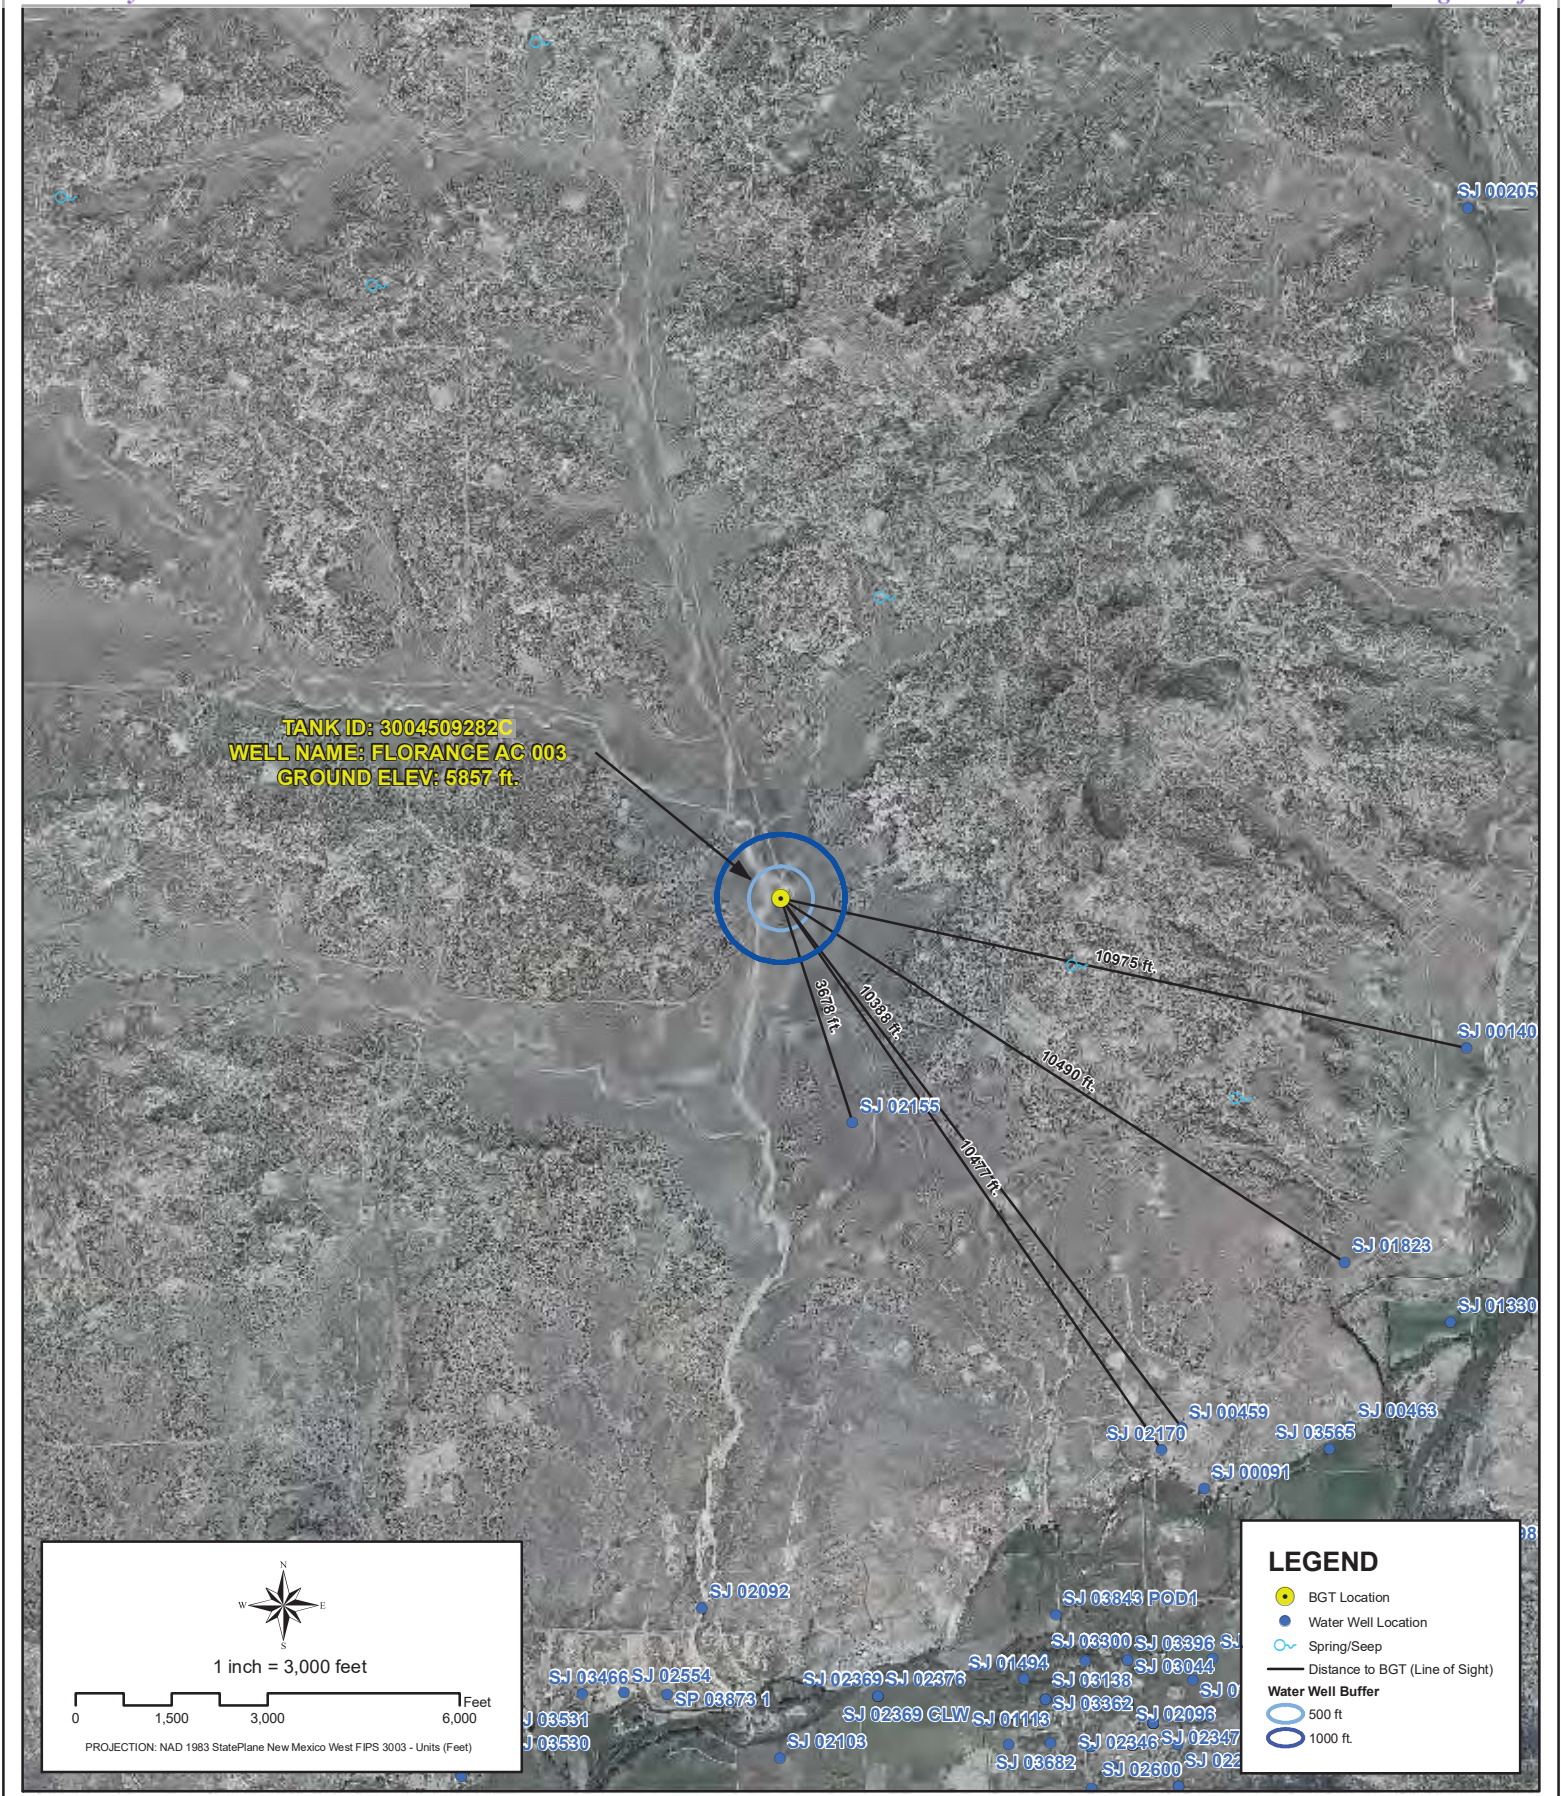 SJ 00205
TANK ID: 3004509282C
WELL NAME: FLORANCE AC 003
GROUND ELEV: 5857 ft.
10975 ft.
3678 ft.
10388 ft.
SJ 00140
10490 ft.
SJ 02155
10477 ft.
SJ 01823
SJ 01330
SJ 00459
SJ 00463
SJ 02170
SJ 03565
SJ 00091
98
SJ 02092
SJ 03843 POD1
SJ 03300
SJ 03396
SJ
SJ 01494
SJ 03044
SJ 03466
SJ 02554
SJ 02369
SJ 02376
SJ 03138
SJ 0
SP 03873 1
SJ 03362
SJ 02369 CLW
SJ 01113
SJ 02096
J 03531
J 03530
SJ 02103
SJ 02346
SJ 02347
SJ 03682
SJ 02600
SJ 022
N
W
E
S
1 inch = 3,000 feet
Feet
0 1,500 3,000 6,000
PROJECTION: NAD 1983 StatePlane New Mexico West FIPS 3003 - Units (Feet)
LEGEND
BGT Location
Water Well Location
Spring/Seep
Distance to BGT (Line of Sight)
Water Well Buffer
500 ft
1000 ft.